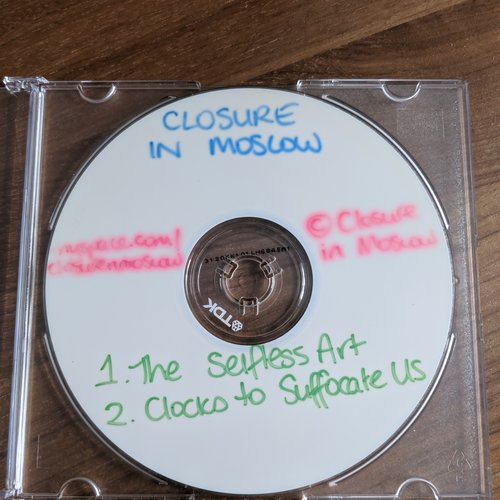 CLOSURE
IN MOSCOW
myspace.com/
closureinmoscow
© Closure
in Moscow
TDK
1. The Selfless Art
2. Clocks to Suffocate Us